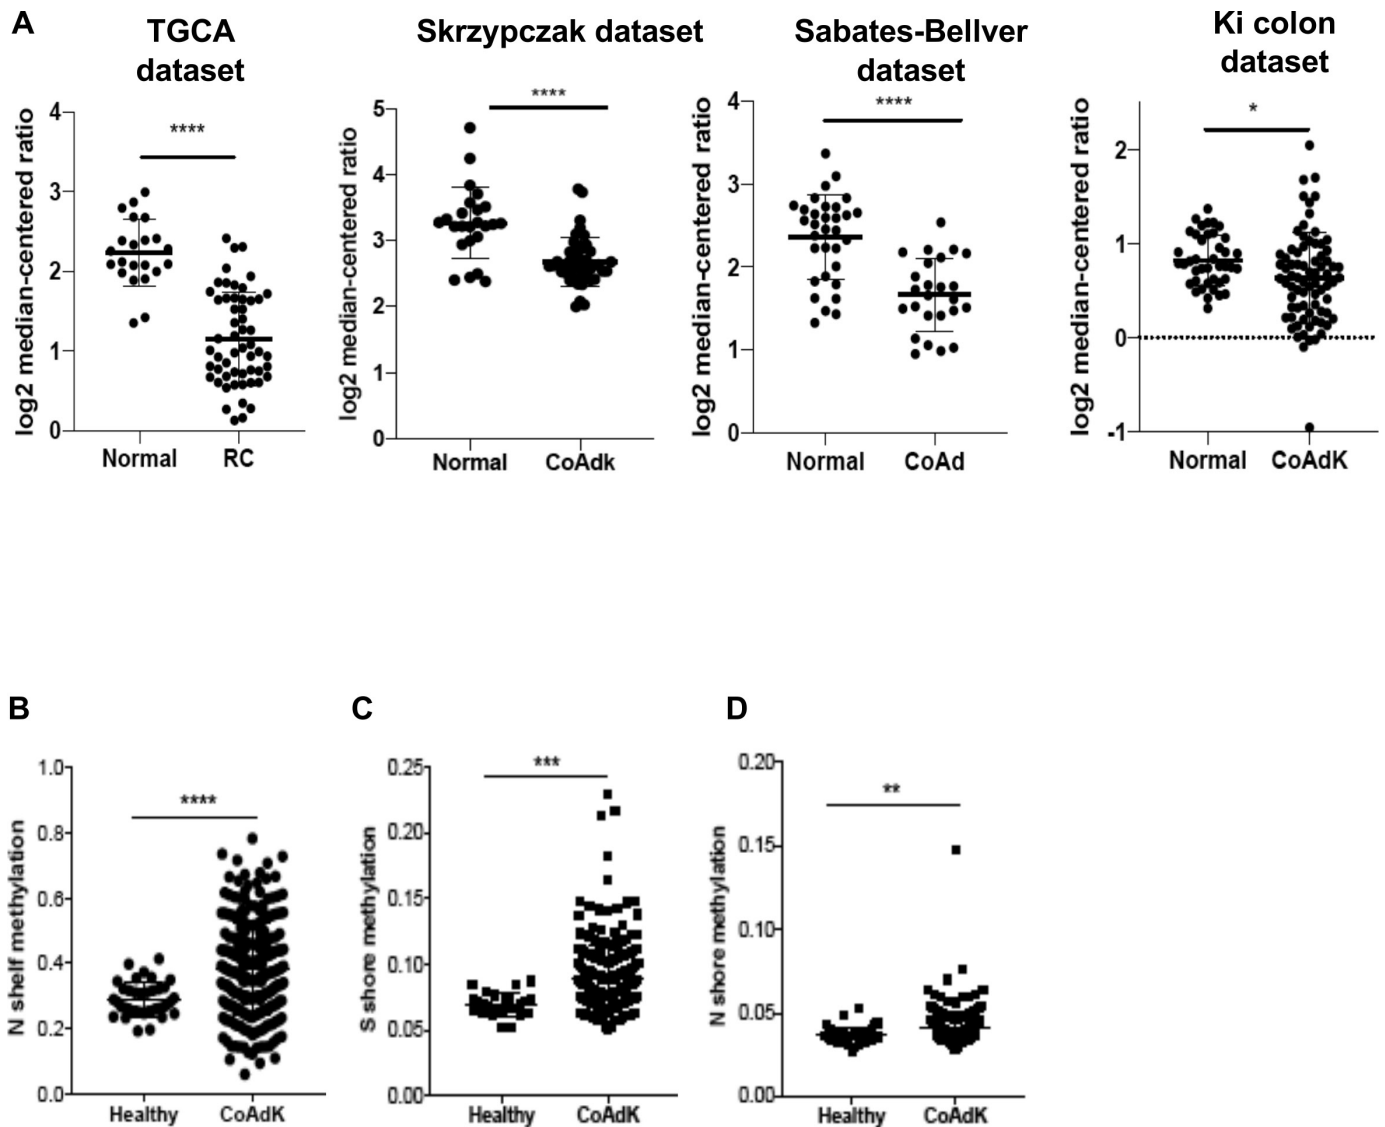 A
TGCA
dataset
Skrzypczak dataset
Sabates-Bellver
dataset
Ki colon
dataset
log2 median-centered ratio
4
3
2
1
0
****
Normal
RC
log2 median-centered ratio
5
4
3
2
1
0
****
Normal
CoAdk
log2 median-centered ratio
4
3
2
1
0
****
Normal
CoAd
log2 median-centered ratio
2
1
0
-1
*
Normal
CoAdK
B
N shelf methylation
1.0
0.8
0.6
0.4
0.2
0.0
****
Healthy
CoAdK
C
S shore methylation
0.25
0.20
0.15
0.10
0.05
0.00
***
Healthy
CoAdK
D
N shore methylation
0.20
0.15
0.10
0.05
0.00
**
Healthy
CoAdK